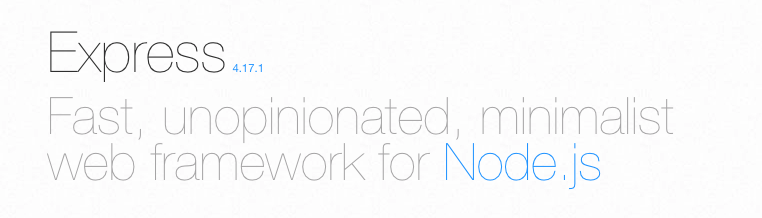 Express 4.17.1
Fast, unopinionated, minimalist
web framework for Node.js